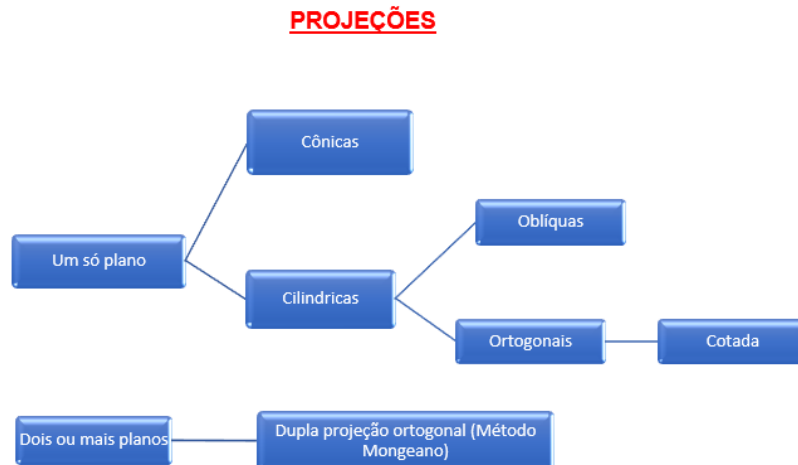 PROJEÇÕES
Cônicas
Um só plano
Cilindricas
Oblíquas
Ortogonais
Cotada
Dois ou mais planos
Dupla projeção ortogonal (Método
Mongeano)